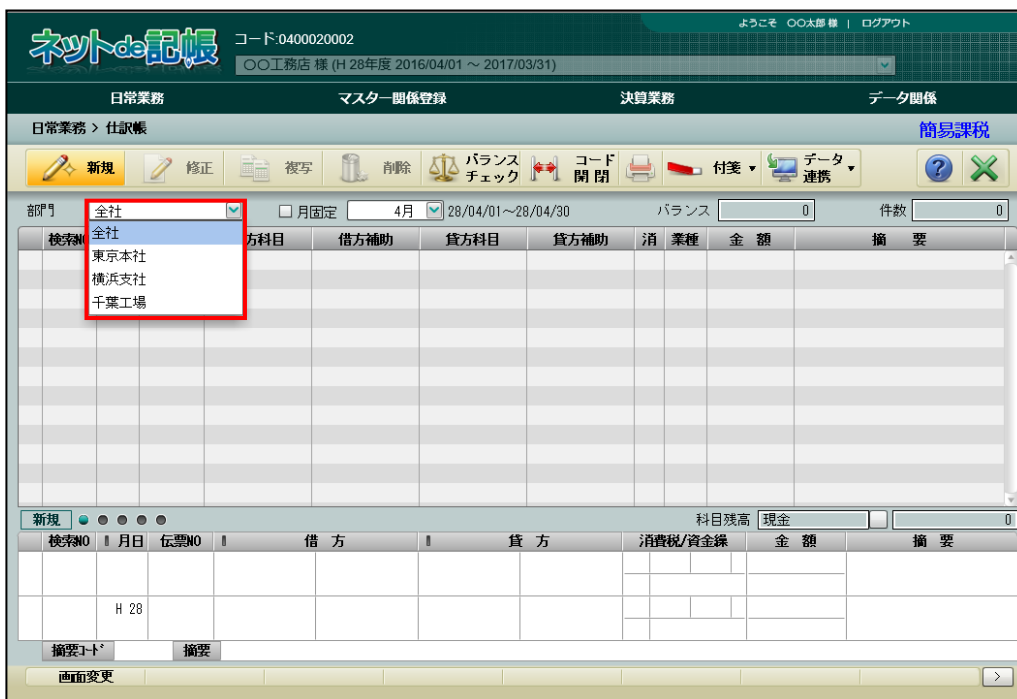 ようこそ 〇〇太郎 様 | ログアウト
ネットde記帳
コード:0400020002
〇〇工務店 様 (H 28年度 2016/04/01 ～ 2017/03/31)
日常業務 マスター関係登録 決算業務 データ関係
日常業務 > 仕訳帳 簡易課税
新規 修正 複写 削除 バランスチェック コード開閉 付箋 データ連携 ?
部門 全社 月固定 4月 28/04/01～28/04/30 バランス 0 件数 0
検索N 方科目 借方補助 貸方科目 貸方補助 消 業種 金 額 摘 要
全社
東京本社
横浜支社
千葉工場
新規 科目残高 現金 0
検索NO 月日 伝票NO 借 方 貸 方 消費税/資金繰 金 額 摘 要
H 28
摘要ｺｰﾄﾞ 摘要
画面変更 >